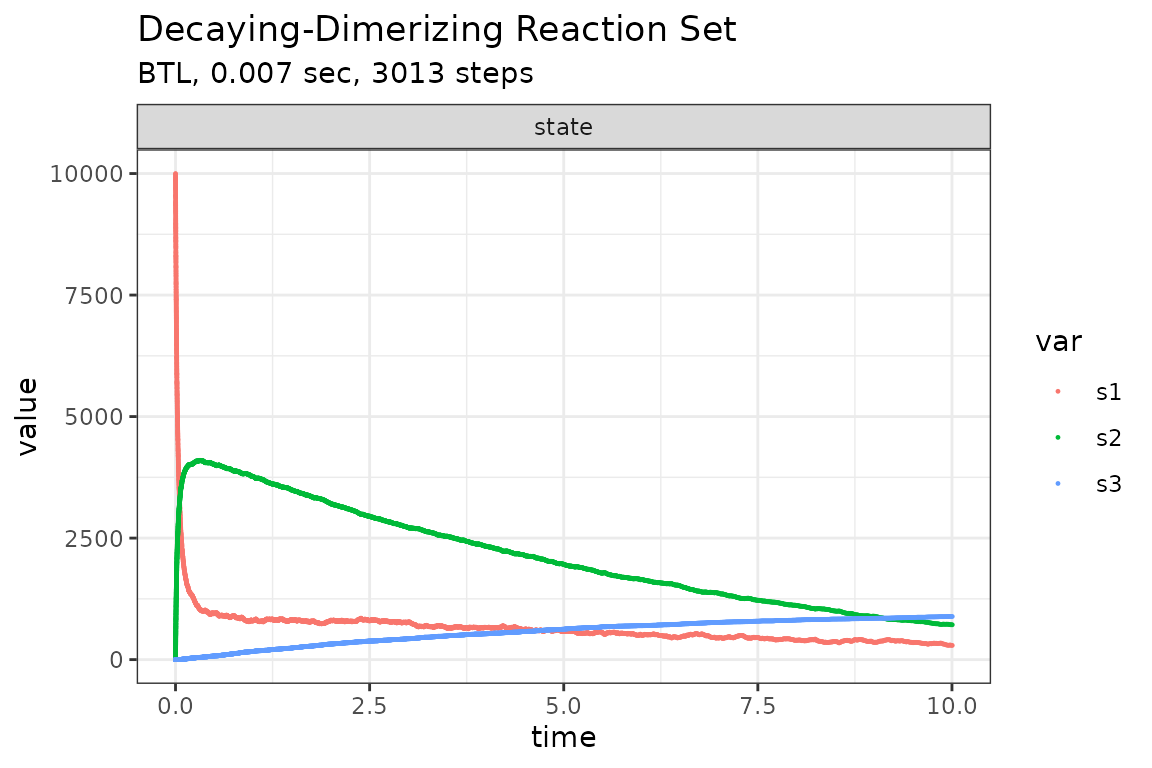 Decaying-Dimerizing Reaction Set
BTL, 0.007 sec, 3013 steps
state
10000
7500
5000
2500
0
value
0.0 2.5 5.0 7.5 10.0
time
var
s1
s2
s3